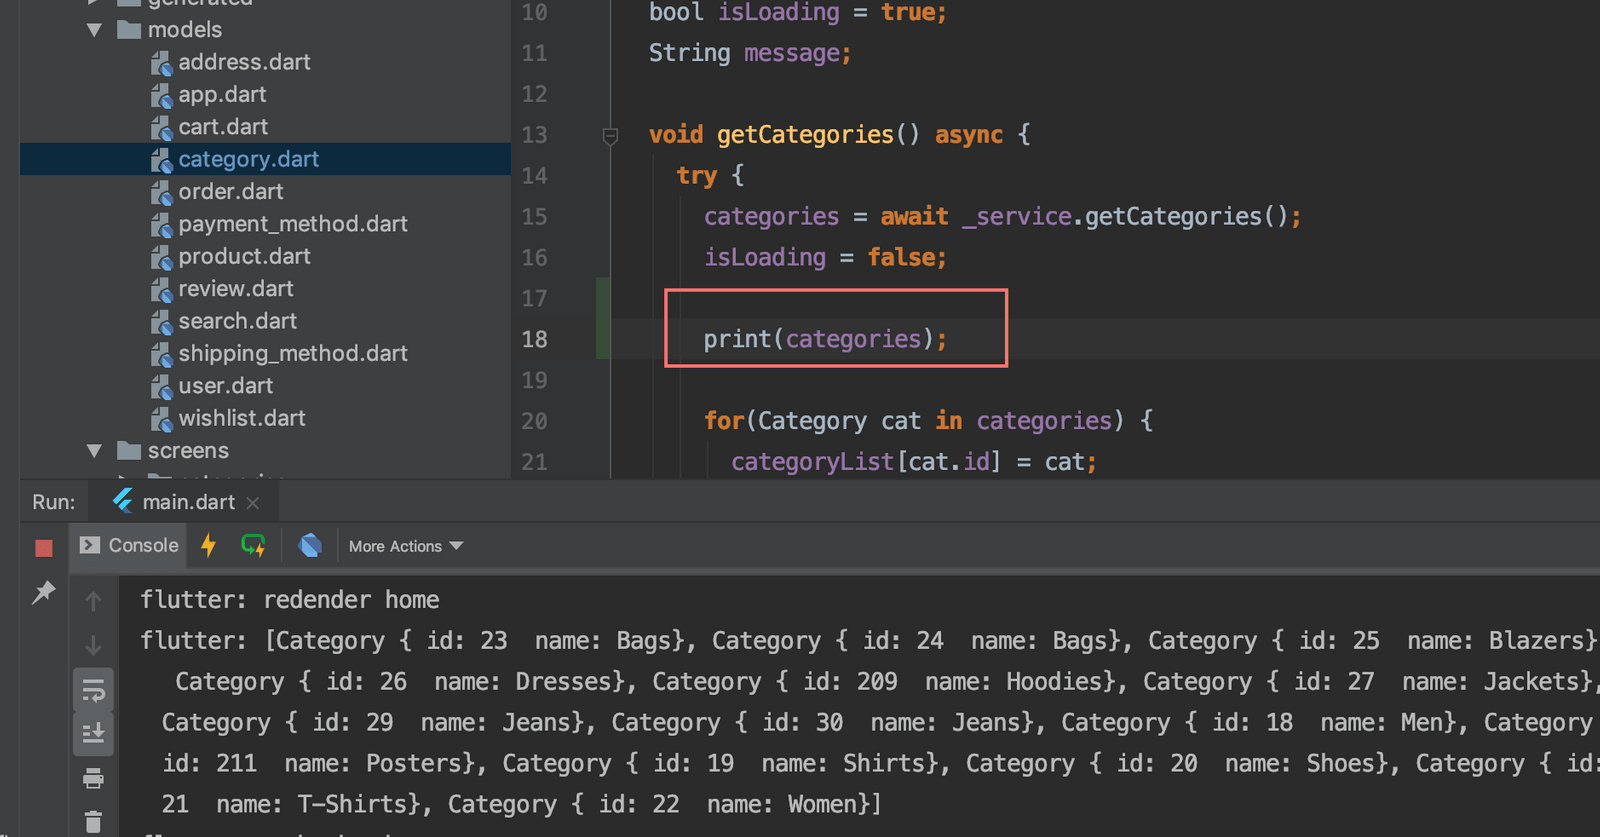 generated
models
address.dart
app.dart
cart.dart
category.dart
order.dart
payment_method.dart
product.dart
review.dart
search.dart
shipping_method.dart
user.dart
wishlist.dart
screens
10 bool isLoading = true;
11 String message;
12
13 void getCategories() async {
14 try {
15 categories = await _service.getCategories();
16 isLoading = false;
17
18 print(categories);
19
20 for(Category cat in categories) {
21 categoryList[cat.id] = cat;
Run: main.dart
Console More Actions
flutter: redender home
flutter: [Category { id: 23  name: Bags}, Category { id: 24  name: Bags}, Category { id: 25  name: Blazers}
Category { id: 26  name: Dresses}, Category { id: 209  name: Hoodies}, Category { id: 27  name: Jackets},
Category { id: 29  name: Jeans}, Category { id: 30  name: Jeans}, Category { id: 18  name: Men}, Category
id: 211  name: Posters}, Category { id: 19  name: Shirts}, Category { id: 20  name: Shoes}, Category { id:
21  name: T-Shirts}, Category { id: 22  name: Women}]